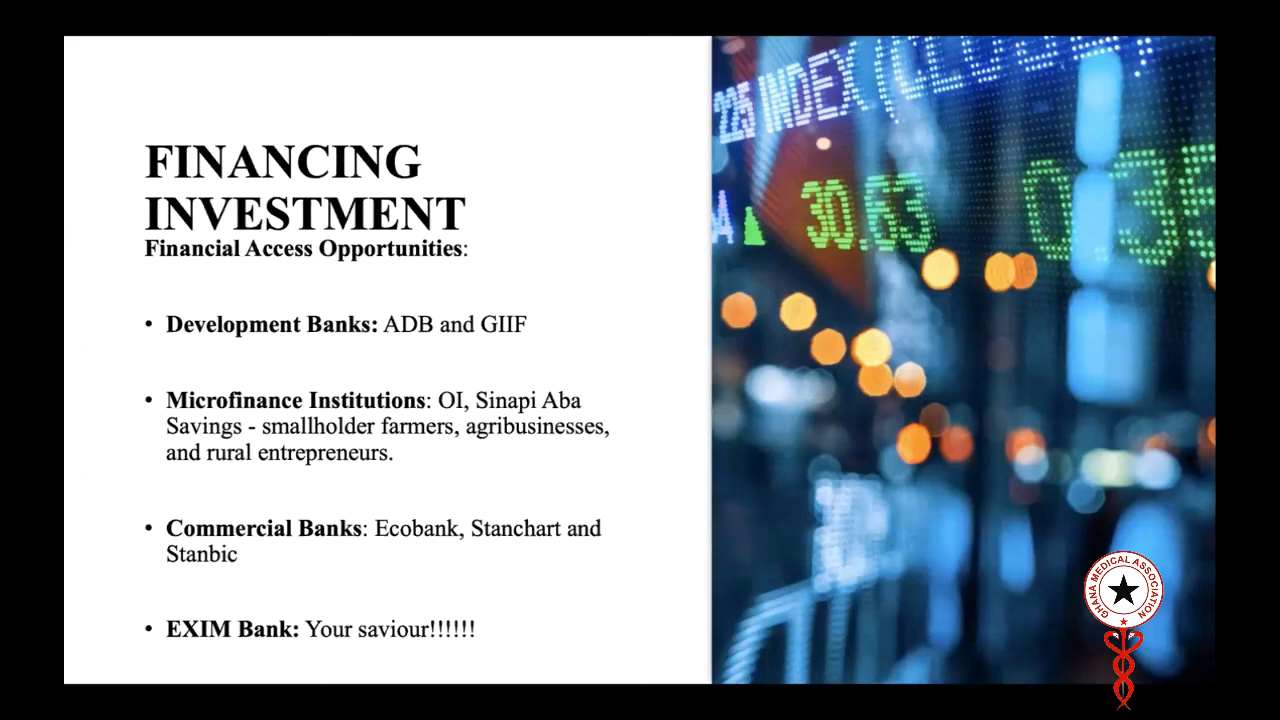 FINANCING
INVESTMENT
Financial Access Opportunities:
• Development Banks: ADB and GIIF
• Microfinance Institutions: OI, Sinapi Aba
Savings - smallholder farmers, agribusinesses,
and rural entrepreneurs.
• Commercial Banks: Ecobank, Stanchart and
Stanbic
• EXIM Bank: Your saviour!!!!!!
225 INDEX
30.63
GHANA MEDICAL ASSOCIATION